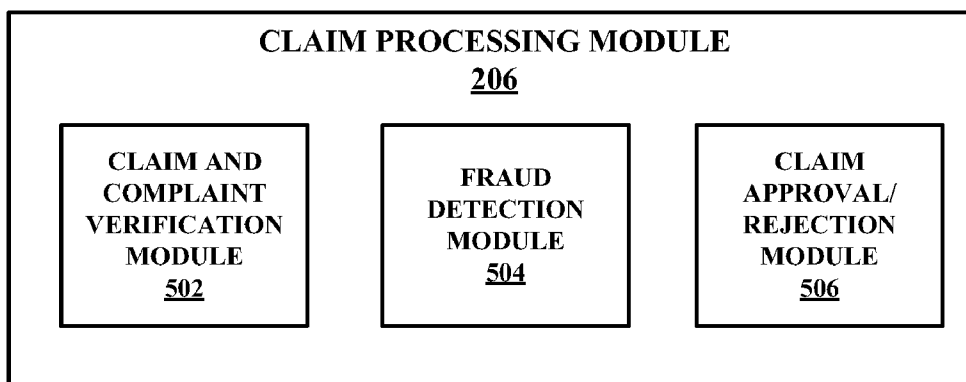 CLAIM PROCESSING MODULE
206
CLAIM AND
COMPLAINT
VERIFICATION
MODULE
502
FRAUD
DETECTION
MODULE
504
CLAIM
APPROVAL/
REJECTION
MODULE
506